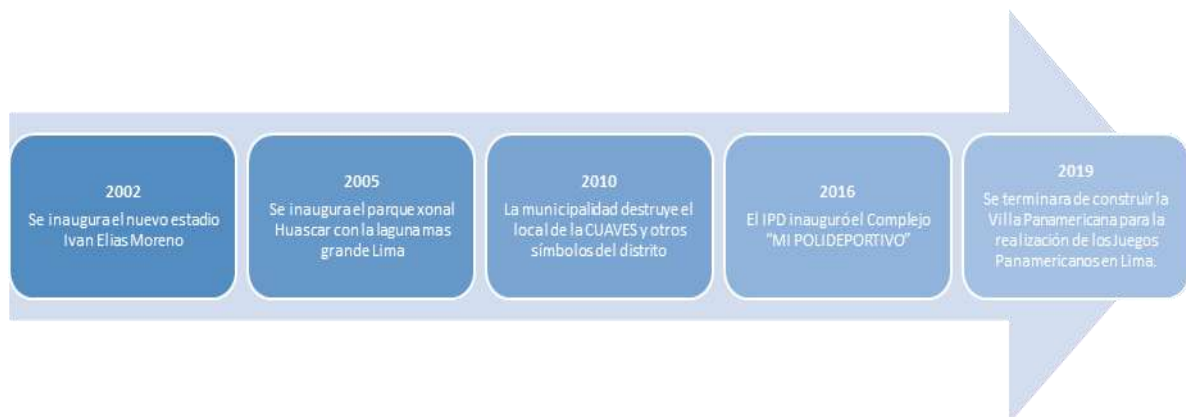 2002
Se inaugura el nuevo estadio
Ivan Elias Moreno
2005
Se inaugura el parque xonal
Huascar con la laguna mas
grande Lima
2010
La municipalidad destruye el
local de la CUAVES y otros
símbolos del distrito
2016
El IPD inauguró el Complejo
"MI POLIDEPORTIVO"
2019
Se terminara de construir la
Villa Panamericana para la
realización de los Juegos
Panamericanos en Lima.